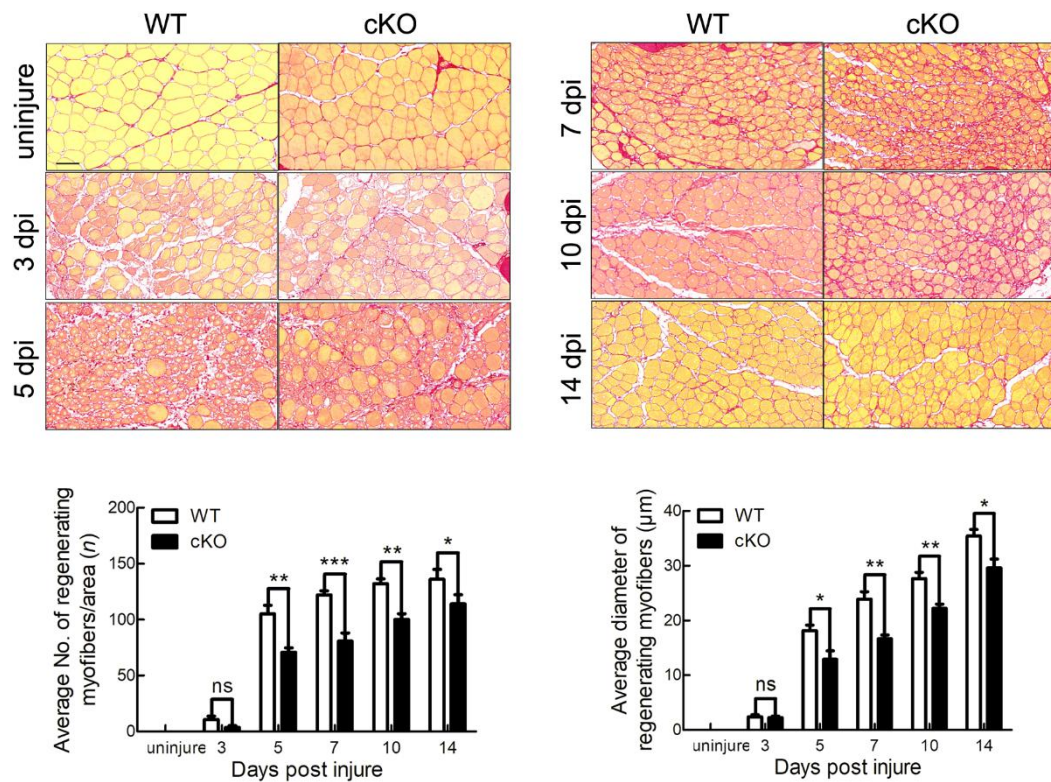 WT cKO
uninjure
3 dpi
5 dpi
WT cKO
7 dpi
10 dpi
14 dpi
Average No. of regenerating
myofibers/area (n)
200
150
100
50
0
WT
cKO
ns
**
***
**
*
uninjure 3 5 7 10 14
Days post injure
Average diameter of
regenerating myofibers (μm)
40
30
20
10
0
WT
cKO
ns
*
**
**
*
uninjure 3 5 7 10 14
Days post injure